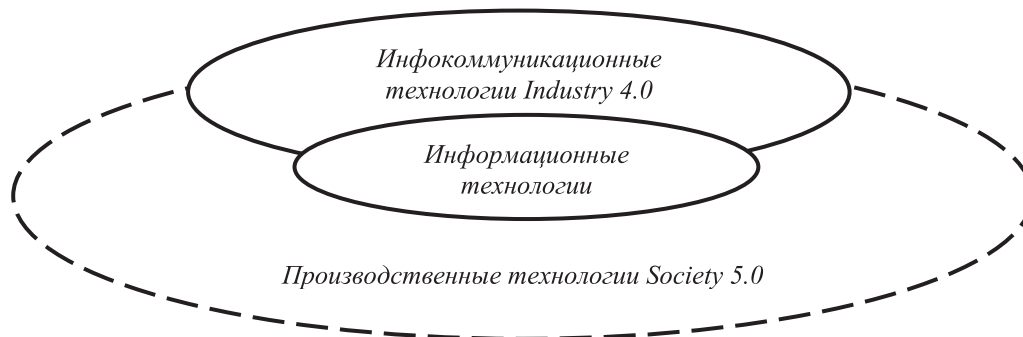 Инфокоммуникационные
технологии Industry 4.0
Информационные
технологии
Производственные технологии Society 5.0